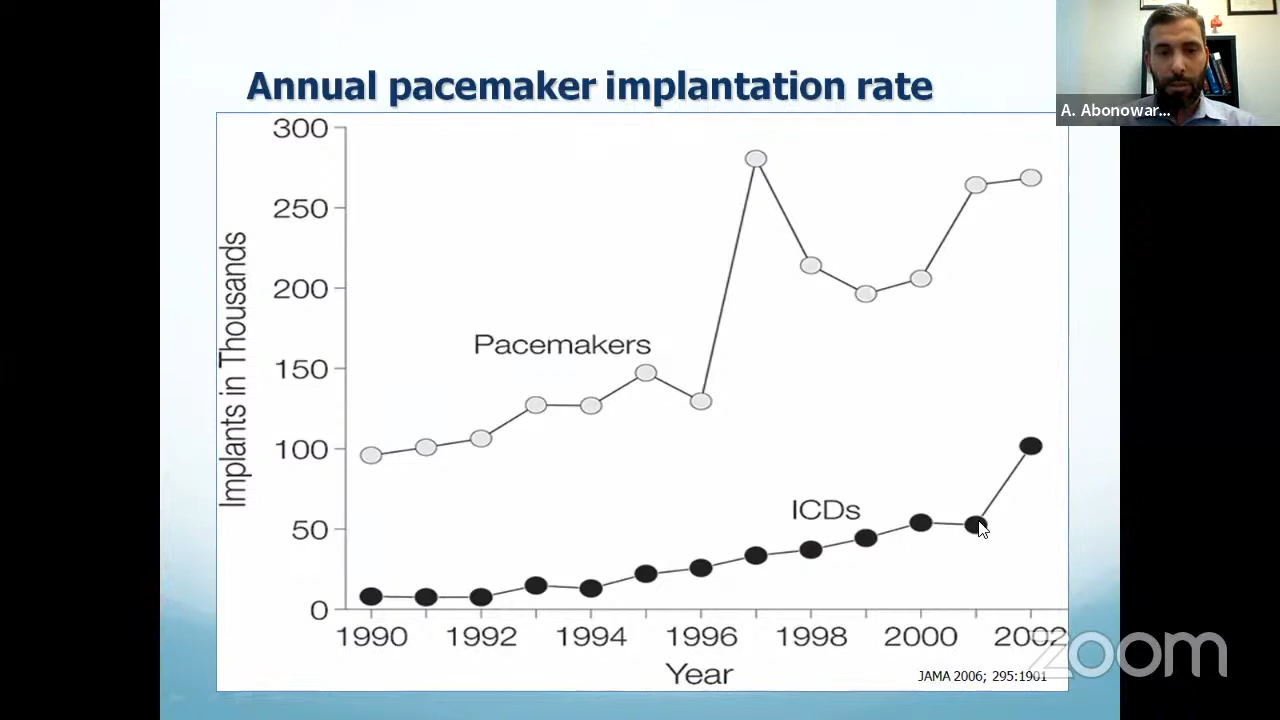 Annual pacemaker implantation rate
A. Abonowar...
300
250
200
150
100
50
0
Implants in Thousands
Pacemakers
ICDs
1990 1992 1994 1996 1998 2000 2002
Year
JAMA 2006; 295:1901
zoom